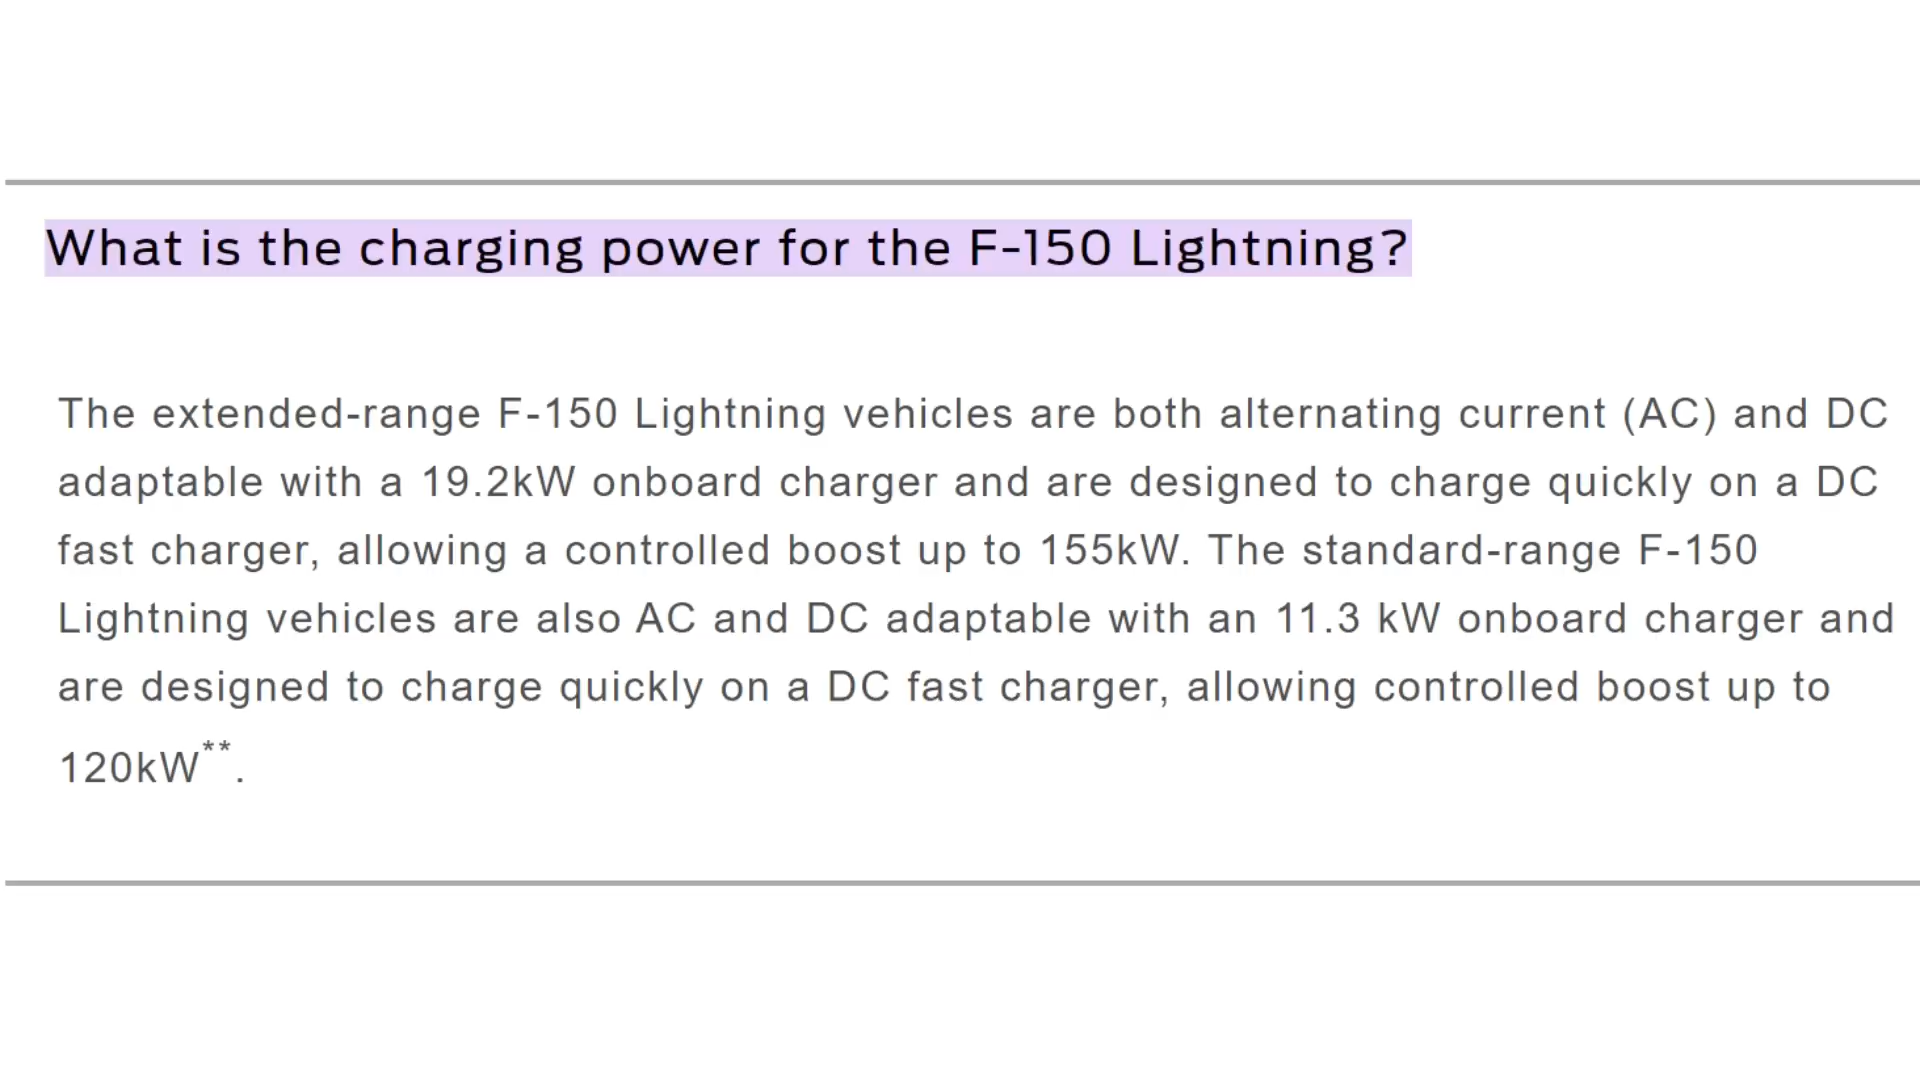 What is the charging power for the F-150 Lightning?
The extended-range F-150 Lightning vehicles are both alternating current (AC) and DC
adaptable with a 19.2kW onboard charger and are designed to charge quickly on a DC
fast charger, allowing a controlled boost up to 155kW. The standard-range F-150
Lightning vehicles are also AC and DC adaptable with an 11.3 kW onboard charger and
are designed to charge quickly on a DC fast charger, allowing controlled boost up to
120kW**.